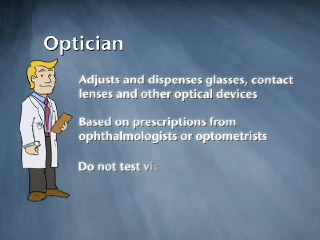 Optician
Adjusts and dispenses glasses, contact
lenses and other optical devices
Based on prescriptions from
ophthalmologists or optometrists
Do not test vis